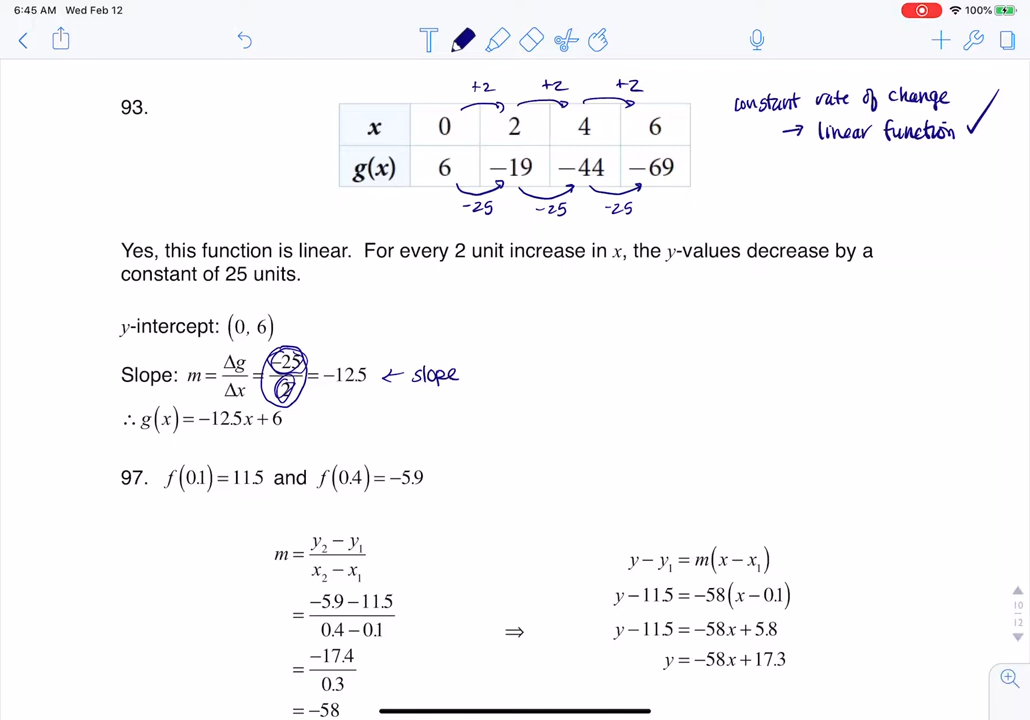 6:45 AM Wed Feb 12
100%
T
+2 +2 +2
constant rate of change
→ linear function ✓
93.
x 0 2 4 6
g(x) 6 −19 −44 −69
-25 -25 -25
Yes, this function is linear. For every 2 unit increase in x, the y-values decrease by a
constant of 25 units.
y-intercept: (0, 6)
Slope: m = Δg/Δx = −25/2 = −12.5 ← slope
∴ g(x) = −12.5x + 6
97. f(0.1) = 11.5 and f(0.4) = −5.9
m = (y₂ − y₁)/(x₂ − x₁)
= (−5.9 − 11.5)/(0.4 − 0.1)
= −17.4/0.3
= −58
⇒
y − y₁ = m(x − x₁)
y − 11.5 = −58(x − 0.1)
y − 11.5 = −58x + 5.8
y = −58x + 17.3
10
12